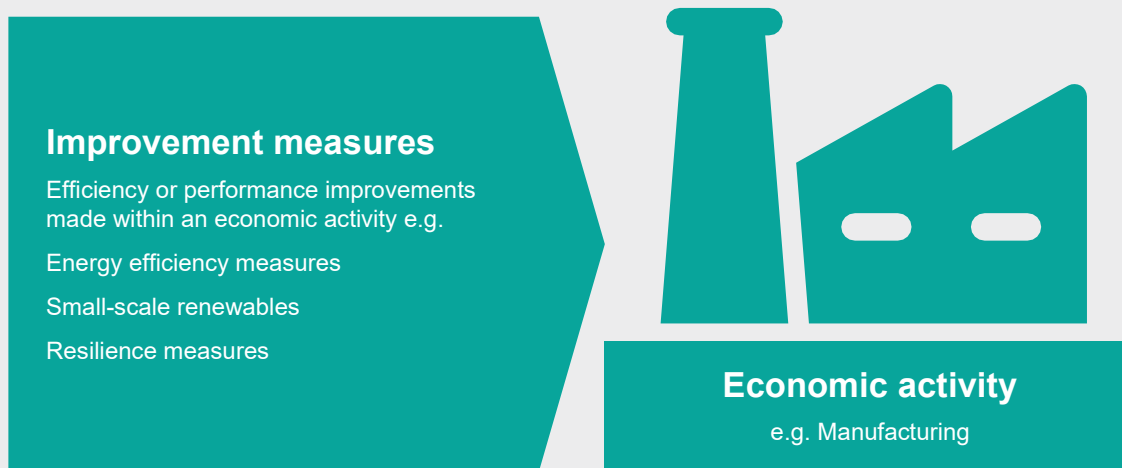 Improvement measures
Efficiency or performance improvements
made within an economic activity e.g.
Energy efficiency measures
Small-scale renewables
Resilience measures
Economic activity
e.g. Manufacturing